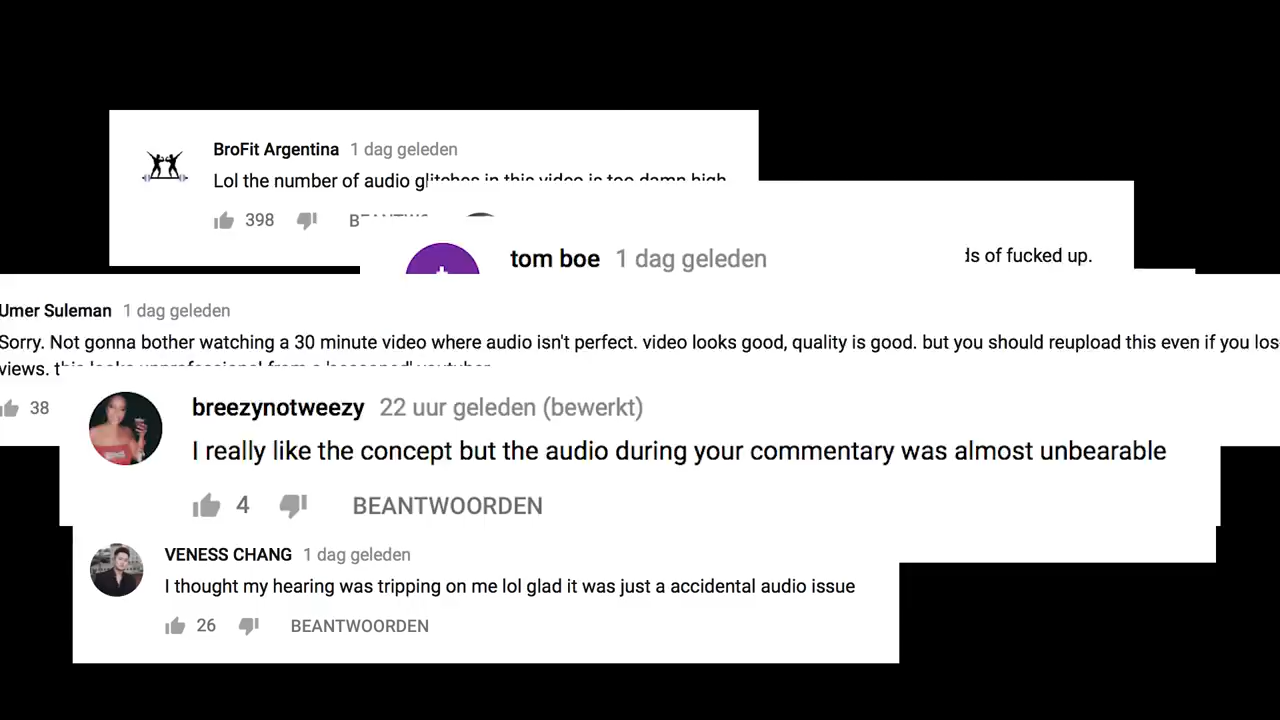 BroFit Argentina 1 dag geleden
Lol the number of audio glitches in this video is too damn high
398
tom boe 1 dag geleden
of fucked up.
Umer Suleman 1 dag geleden
Sorry. Not gonna bother watching a 30 minute video where audio isn't perfect. video looks good, quality is good. but you should reupload this even if you los
views. this looks unprofessional from a 'seasoned' youtuber
38
breezynotweezy 22 uur geleden (bewerkt)
I really like the concept but the audio during your commentary was almost unbearable
4 BEANTWOORDEN
VENESS CHANG 1 dag geleden
I thought my hearing was tripping on me lol glad it was just a accidental audio issue
26 BEANTWOORDEN